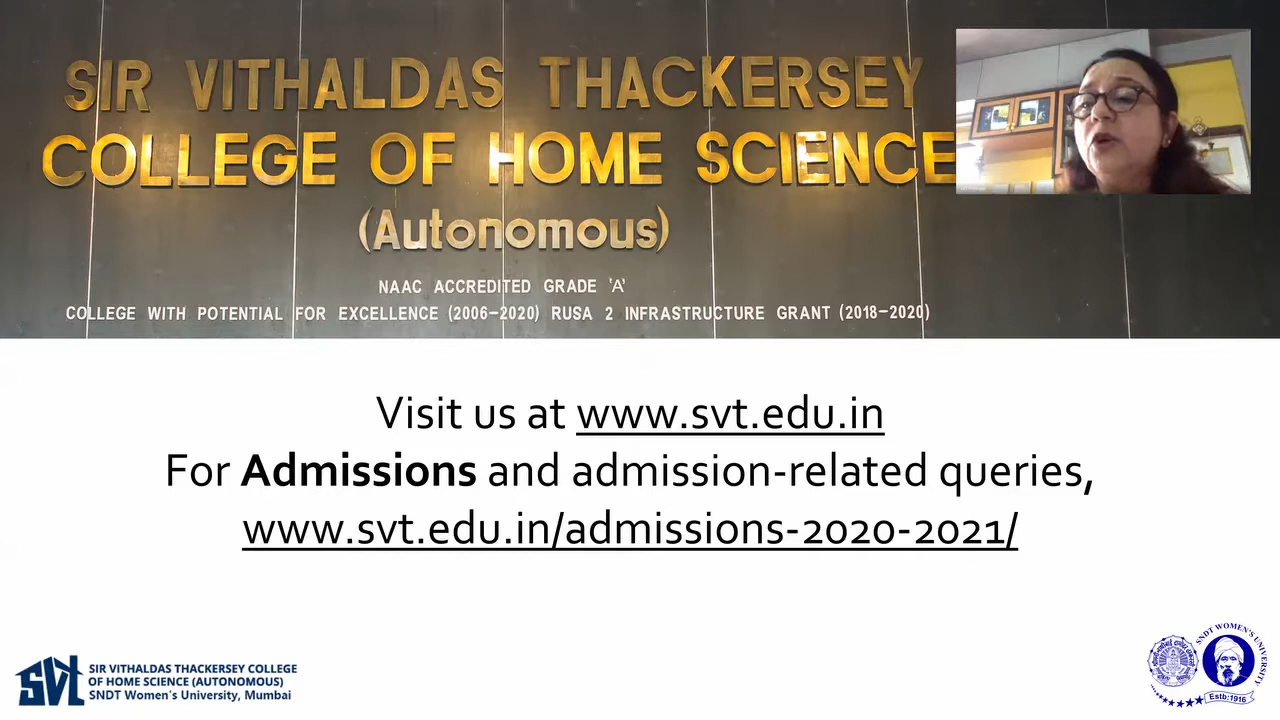 SIR VITHALDAS THACKERSEY
COLLEGE OF HOME SCIENCE
(Autonomous)
NAAC ACCREDITED GRADE 'A'
COLLEGE WITH POTENTIAL FOR EXCELLENCE (2006-2020) RUSA 2 INFRASTRUCTURE GRANT (2018-2020)
Visit us at www.svt.edu.in
For Admissions and admission-related queries,
www.svt.edu.in/admissions-2020-2021/
svt
SIR VITHALDAS THACKERSEY COLLEGE
OF HOME SCIENCE (AUTONOMOUS)
SNDT Women's University, Mumbai
SNDT WOMEN'S UNIVERSITY
Estb:1916